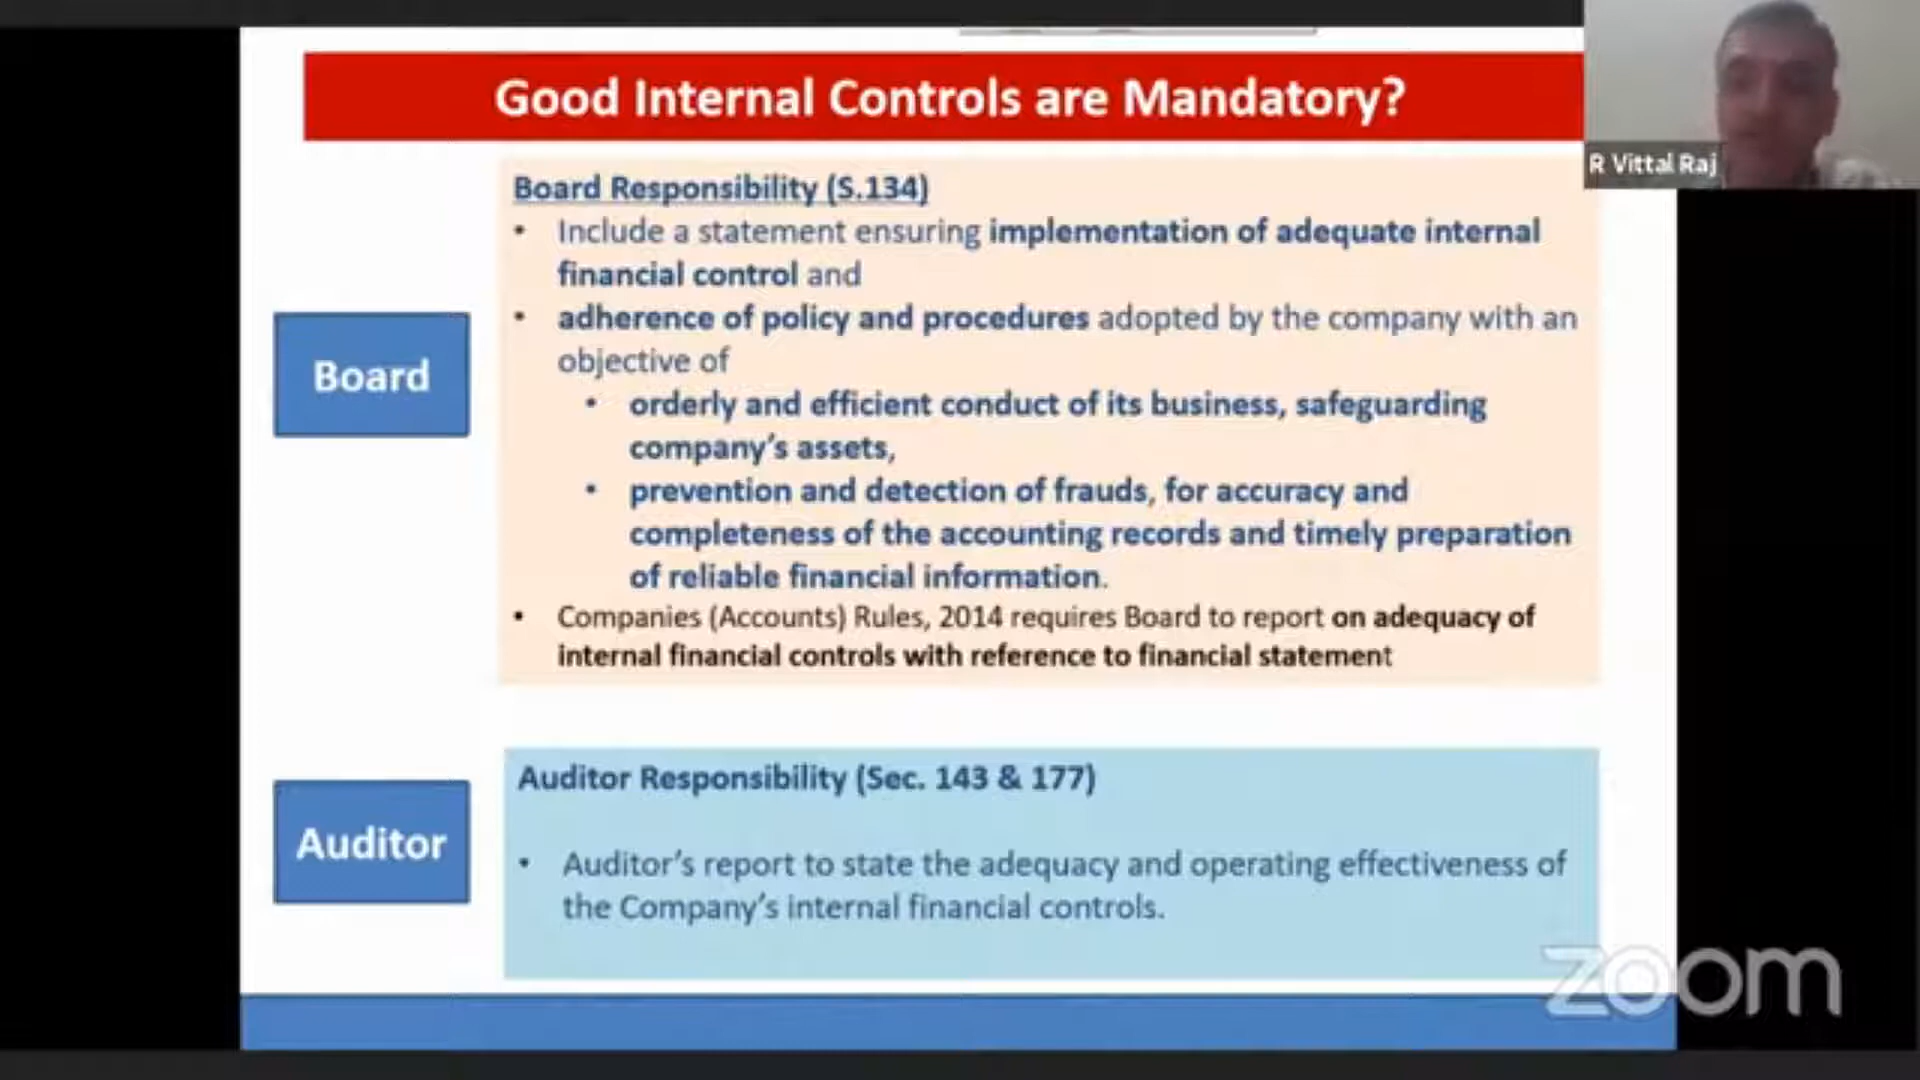 Good Internal Controls are Mandatory?
R Vittal Raj
Board
Board Responsibility (S.134)
• Include a statement ensuring implementation of adequate internal
financial control and
• adherence of policy and procedures adopted by the company with an
objective of
• orderly and efficient conduct of its business, safeguarding
company's assets,
• prevention and detection of frauds, for accuracy and
completeness of the accounting records and timely preparation
of reliable financial information.
• Companies (Accounts) Rules, 2014 requires Board to report on adequacy of
internal financial controls with reference to financial statement
Auditor
Auditor Responsibility (Sec. 143 & 177)
• Auditor's report to state the adequacy and operating effectiveness of
the Company's internal financial controls.
zoom